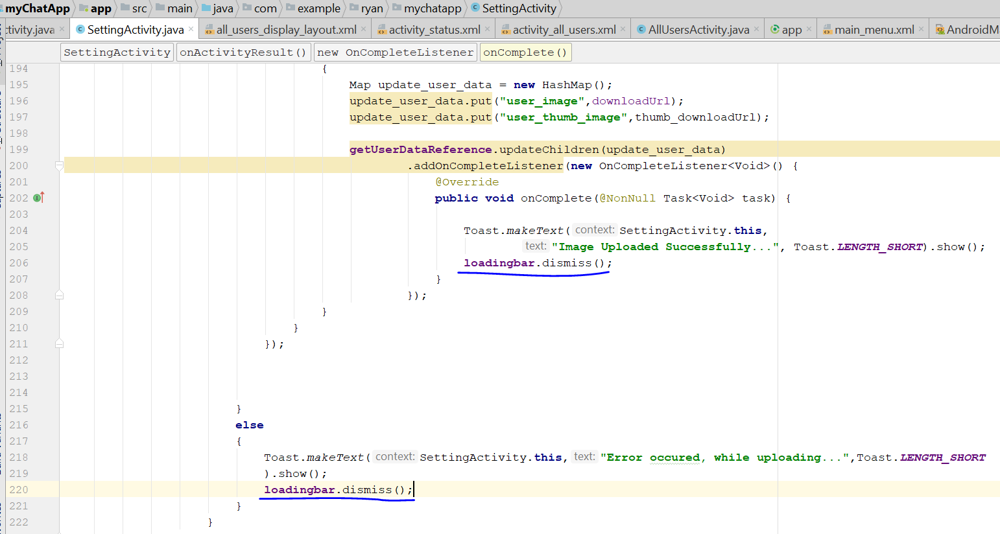 myChatApp app src main java com example ryan mychatapp SettingActivity
ctivity.java × SettingActivity.java × all_users_display_layout.xml × activity_status.xml × activity_all_users.xml × AllUsersActivity.java × app × main_menu.xml × AndroidM
SettingActivity onActivityResult() new OnCompleteListener onComplete()
194 {
195 Map update_user_data = new HashMap();
196 update_user_data.put("user_image",downloadUrl);
197 update_user_data.put("user_thumb_image",thumb_downloadUrl);
198
199 getUserDataReference.updateChildren(update_user_data)
200 .addOnCompleteListener(new OnCompleteListener<Void>() {
201 @Override
202 public void onComplete(@NonNull Task<Void> task) {
203
204 Toast.makeText( context: SettingActivity.this,
205 text: "Image Uploaded Successfully...", Toast.LENGTH_SHORT).show();
206 loadingbar.dismiss();
207 }
208 });
209 }
210 }
211 });
212
213
214
215 }
216 else
217 {
218 Toast.makeText( context: SettingActivity.this, text: "Error occured, while uploading...",Toast.LENGTH_SHORT
219 ).show();
220 loadingbar.dismiss();
221 }
222 }